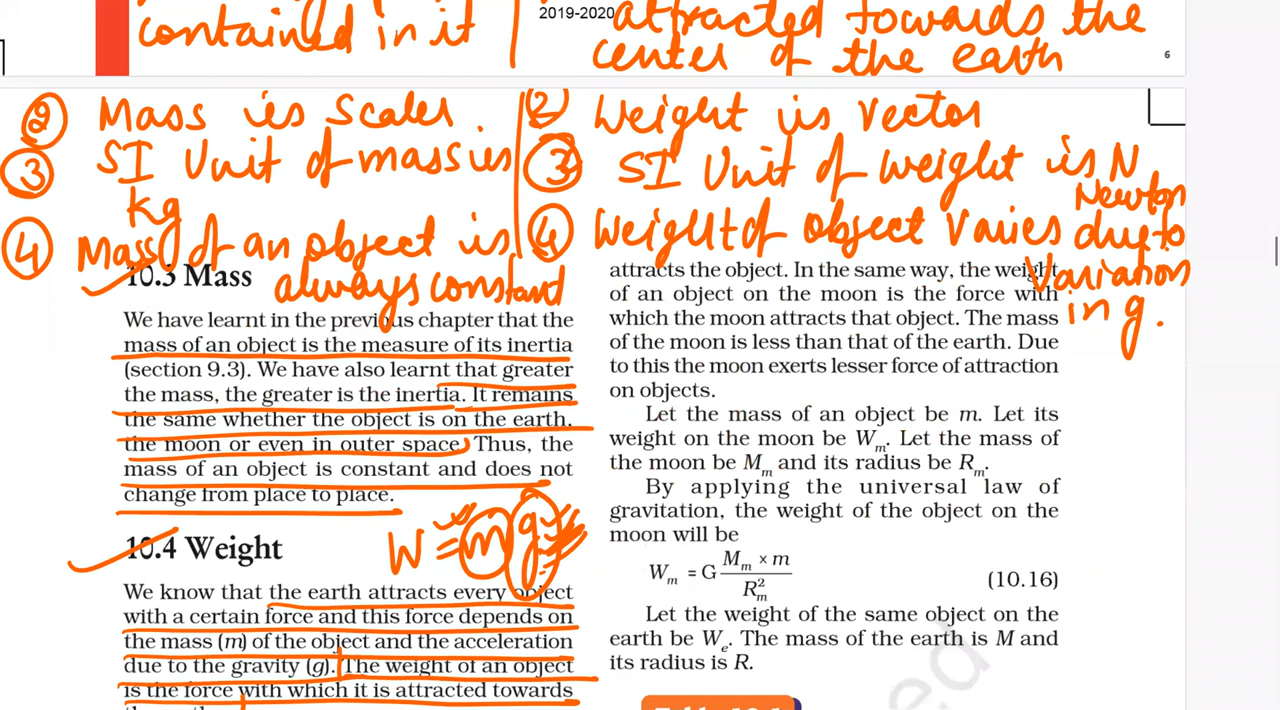 contained in it
2019-2020
attracted towards the
center of the earth
6
② Mass is Scaler.
③ SI Unit of mass is
kg
④ Mass of an object is
always constant
② Weight is Vector
③ SI Unit of weight is N
Newton
④ Weight of object Varies due to
Variation
in g.
10.3 Mass
We have learnt in the previous chapter that the
mass of an object is the measure of its inertia
(section 9.3). We have also learnt that greater
the mass, the greater is the inertia. It remains
the same whether the object is on the earth,
the moon or even in outer space. Thus, the
mass of an object is constant and does not
change from place to place.
10.4 Weight
W = mg
We know that the earth attracts every object
with a certain force and this force depends on
the mass (m) of the object and the acceleration
due to the gravity (g). The weight of an object
is the force with which it is attracted towards
attracts the object. In the same way, the weight
of an object on the moon is the force with
which the moon attracts that object. The mass
of the moon is less than that of the earth. Due
to this the moon exerts lesser force of attraction
on objects.
Let the mass of an object be m. Let its
weight on the moon be Wm. Let the mass of
the moon be Mm and its radius be Rm.
By applying the universal law of
gravitation, the weight of the object on the
moon will be
Wm = G Mm × m / R²m (10.16)
Let the weight of the same object on the
earth be We. The mass of the earth is M and
its radius is R.